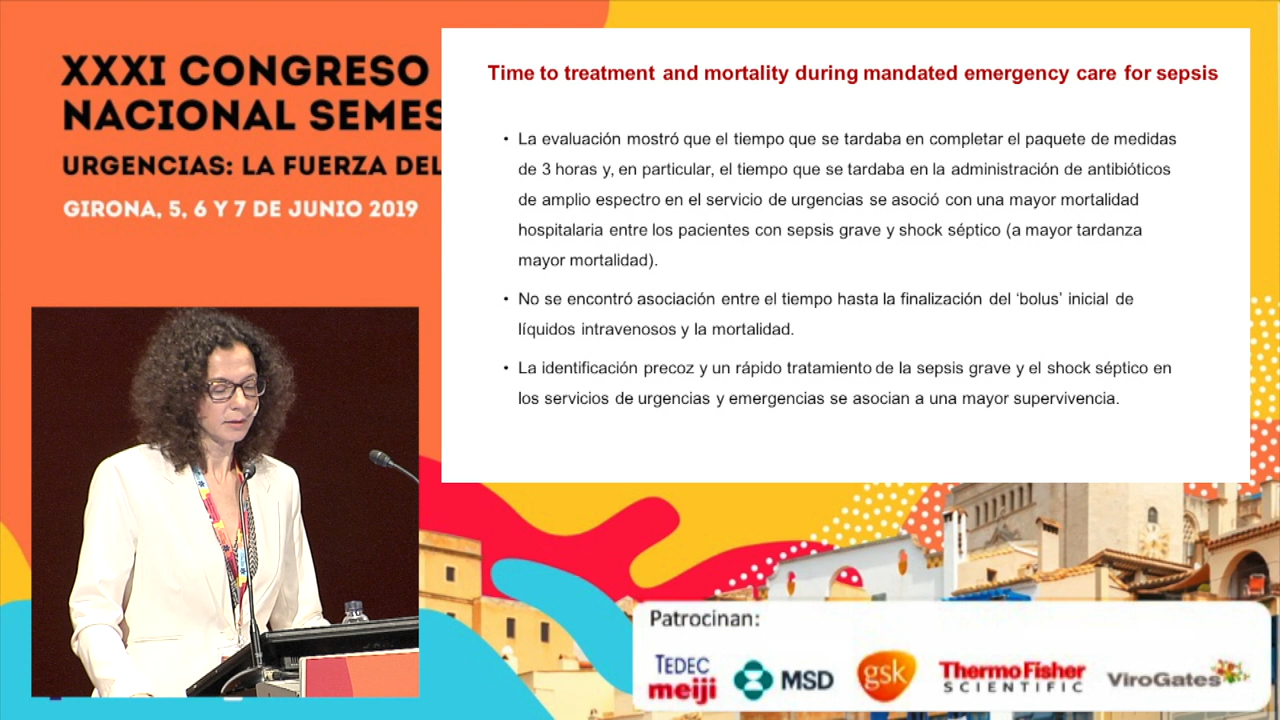 XXXI CONGRESO
NACIONAL SEMES
URGENCIAS: LA FUERZA DEL
GIRONA, 5, 6 Y 7 DE JUNIO 2019
Time to treatment and mortality during mandated emergency care for sepsis
• La evaluación mostró que el tiempo que se tardaba en completar el paquete de medidas
de 3 horas y, en particular, el tiempo que se tardaba en la administración de antibióticos
de amplio espectro en el servicio de urgencias se asoció con una mayor mortalidad
hospitalaria entre los pacientes con sepsis grave y shock séptico (a mayor tardanza
mayor mortalidad).
• No se encontró asociación entre el tiempo hasta la finalización del ‘bolus’ inicial de
líquidos intravenosos y la mortalidad.
• La identificación precoz y un rápido tratamiento de la sepsis grave y el shock séptico en
los servicios de urgencias y emergencias se asocian a una mayor supervivencia.
Patrocinan:
TEDEC
meiji
MSD
gsk
ThermoFisher
SCIENTIFIC
ViroGates